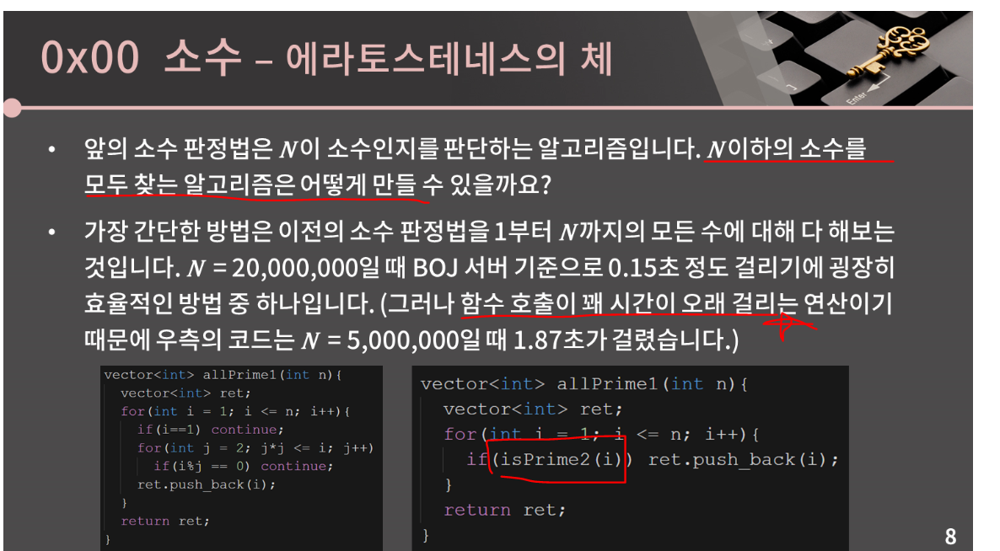 0x00 소수 – 에라토스테네스의 체
Enter
• 앞의 소수 판정법은 N이 소수인지를 판단하는 알고리즘입니다. N이하의 소수를
모두 찾는 알고리즘은 어떻게 만들 수 있을까요?
• 가장 간단한 방법은 이전의 소수 판정법을 1부터 N까지의 모든 수에 대해 다 해보는
것입니다. N = 20,000,000일 때 BOJ 서버 기준으로 0.15초 정도 걸리기에 굉장히
효율적인 방법 중 하나입니다. (그러나 함수 호출이 꽤 시간이 오래 걸리는 연산이기
때문에 우측의 코드는 N = 5,000,000일 때 1.87초가 걸렸습니다.)
vector<int> allPrime1(int n){
vector<int> ret;
for(int i = 1; i <= n; i++){
if(i==1) continue;
for(int j = 2; j*j <= i; j++)
if(i%j == 0) continue;
ret.push_back(i);
}
return ret;
}
vector<int> allPrime1(int n){
vector<int> ret;
for(int i = 1; i <= n; i++){
if(isPrime2(i)) ret.push_back(i);
}
return ret;
}
8